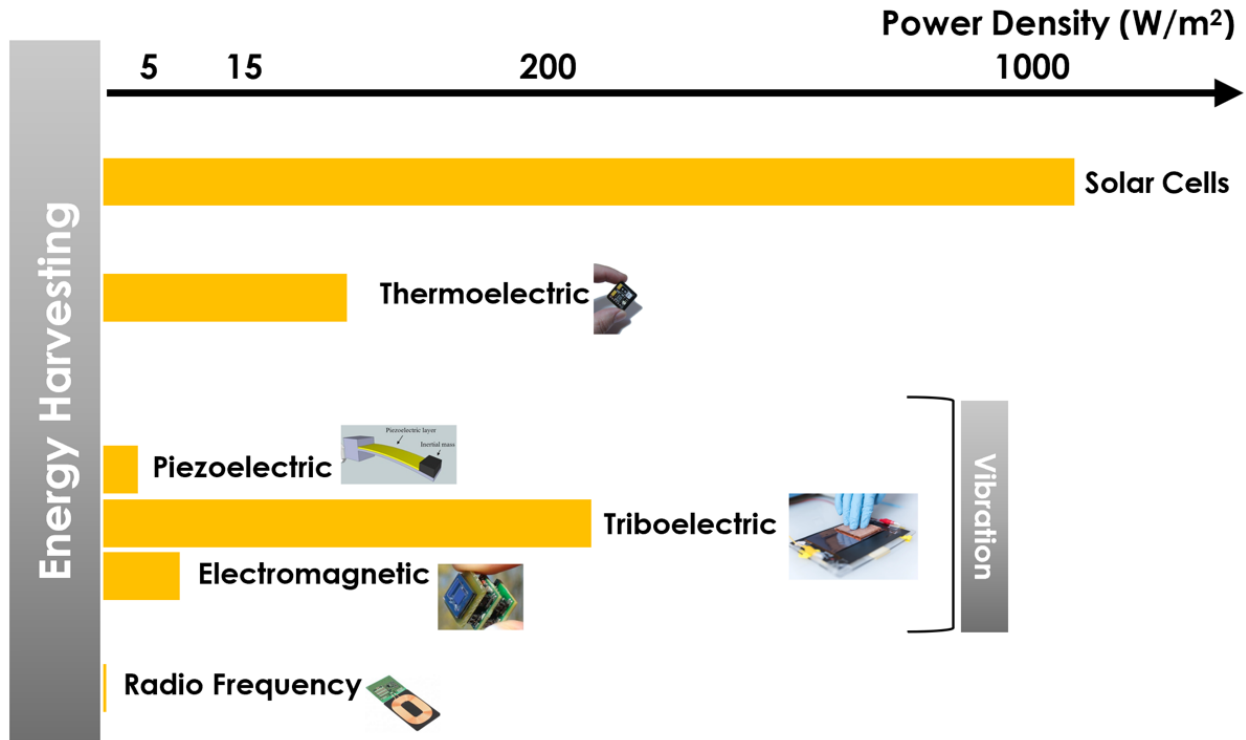 Power Density (W/m²)
5 15 200 1000
Energy Harvesting
Solar Cells
Thermoelectric
Piezoelectric layer
Inertial mass
Piezoelectric
Triboelectric
Vibration
Electromagnetic
Radio Frequency